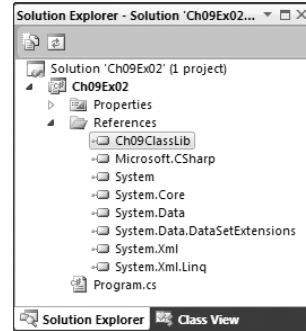 Solution Explorer - Solution 'Ch09Ex02...
Solution 'Ch09Ex02' (1 project)
Ch09Ex02
Properties
References
Ch09ClassLib
Microsoft.CSharp
System
System.Core
System.Data
System.Data.DataSetExtensions
System.Xml
System.Xml.Linq
Program.cs
Solution Explorer Class View